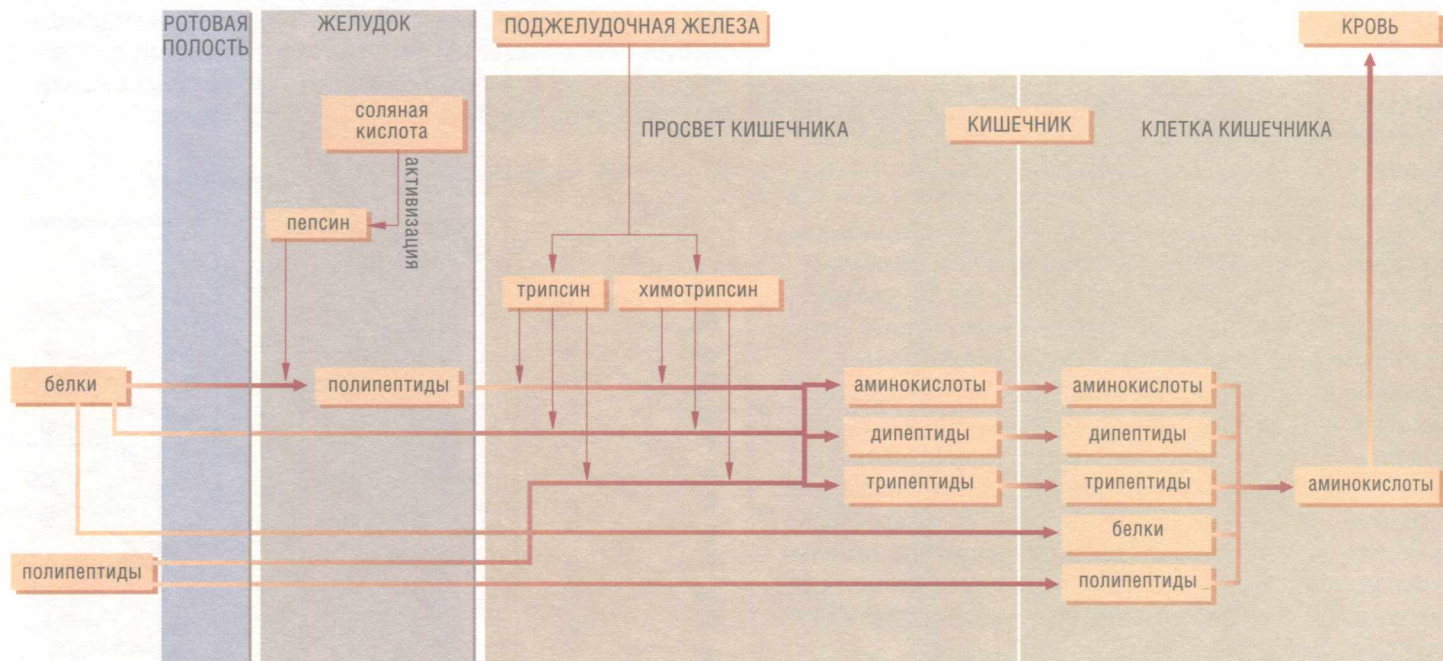 РОТОВАЯ
ПОЛОСТЬ
ЖЕЛУДОК
ПОДЖЕЛУДОЧНАЯ ЖЕЛЕЗА
КРОВЬ
соляная
кислота
ПРОСВЕТ КИШЕЧНИКА
КИШЕЧНИК
КЛЕТКА КИШЕЧНИКА
активизация
пепсин
трипсин
химотрипсин
белки
полипептиды
аминокислоты
аминокислоты
дипептиды
дипептиды
трипептиды
трипептиды
аминокислоты
белки
полипептиды
полипептиды